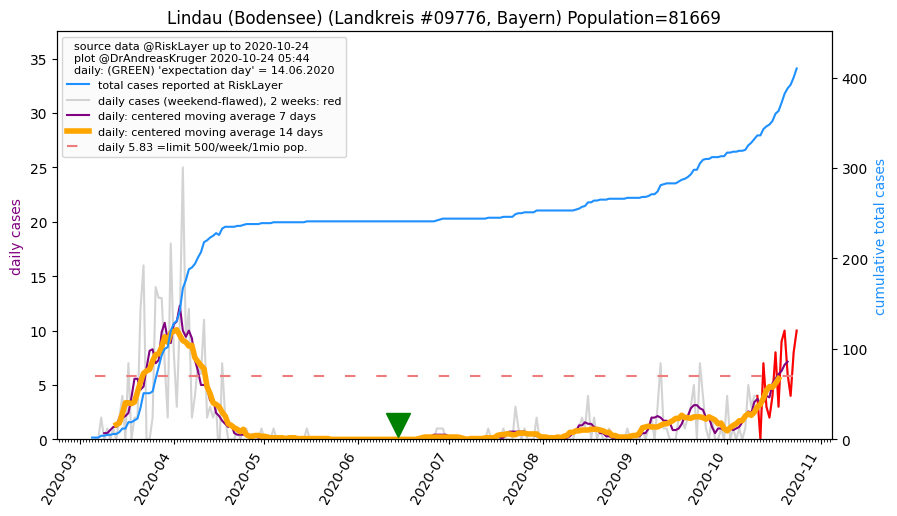 Lindau (Bodensee) (Landkreis #09776, Bayern) Population=81669
source data @RiskLayer up to 2020-10-24
plot @DrAndreasKruger 2020-10-24 05:44
daily: (GREEN) 'expectation day' = 14.06.2020
total cases reported at RiskLayer
daily cases (weekend-flawed), 2 weeks: red
daily: centered moving average 7 days
daily: centered moving average 14 days
daily 5.83 =limit 500/week/1mio pop.
daily cases
35
30
25
20
15
10
5
0
cumulative total cases
400
300
200
100
0
2020-03
2020-04
2020-05
2020-06
2020-07
2020-08
2020-09
2020-10
2020-11